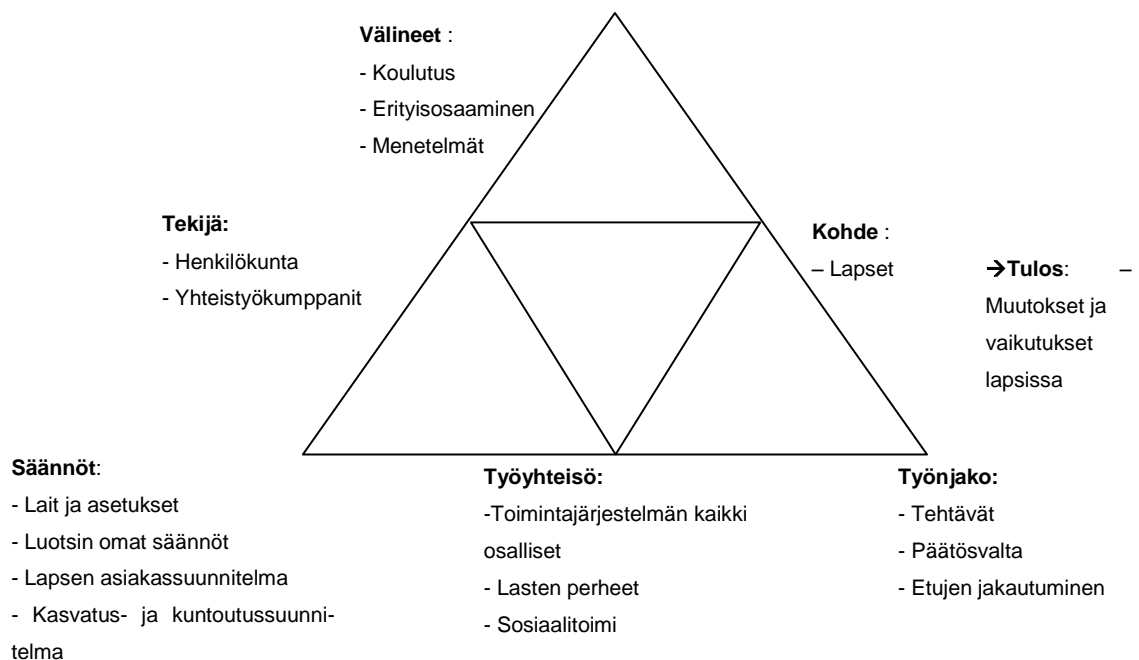 Välineet :
- Koulutus
- Erityisosaaminen
- Menetelmät
Tekijä:
- Henkilökunta
- Yhteistyökumppanit
Kohde :
– Lapset
→Tulos: –
Muutokset ja
vaikutukset
lapsissa
Säännöt:
- Lait ja asetukset
- Luotsin omat säännöt
- Lapsen asiakassuunnitelma
- Kasvatus- ja kuntoutussuunni-
telma
Työyhteisö:
-Toimintajärjestelmän kaikki
osalliset
- Lasten perheet
- Sosiaalitoimi
Työnjako:
- Tehtävät
- Päätösvalta
- Etujen jakautuminen